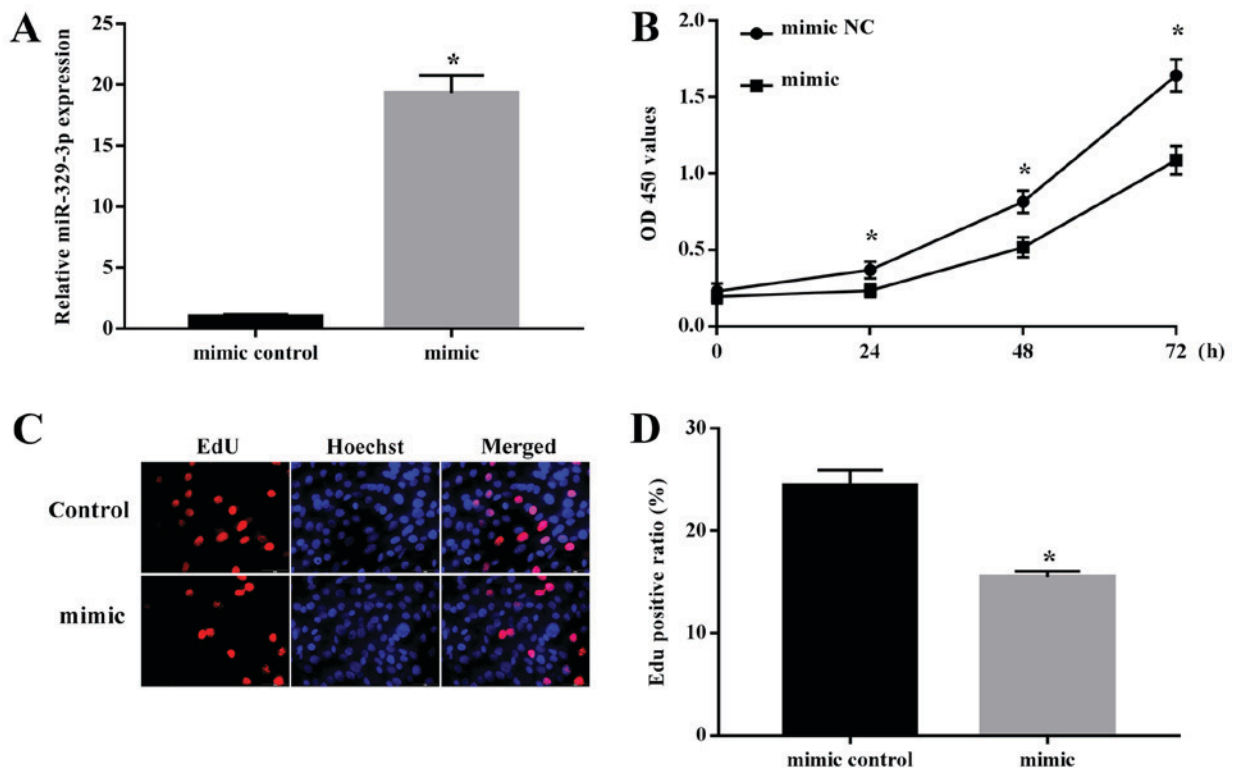 A
Relative miR-329-3p expression
25
20
15
10
5
0
*
mimic control
mimic
B
OD 450 values
2.0
1.5
1.0
0.5
0.0
mimic NC
mimic
*
*
*
0 24 48 72 (h)
C
EdU Hoechst Merged
Control
mimic
D
Edu positive ratio (%)
30
20
10
0
*
mimic control
mimic